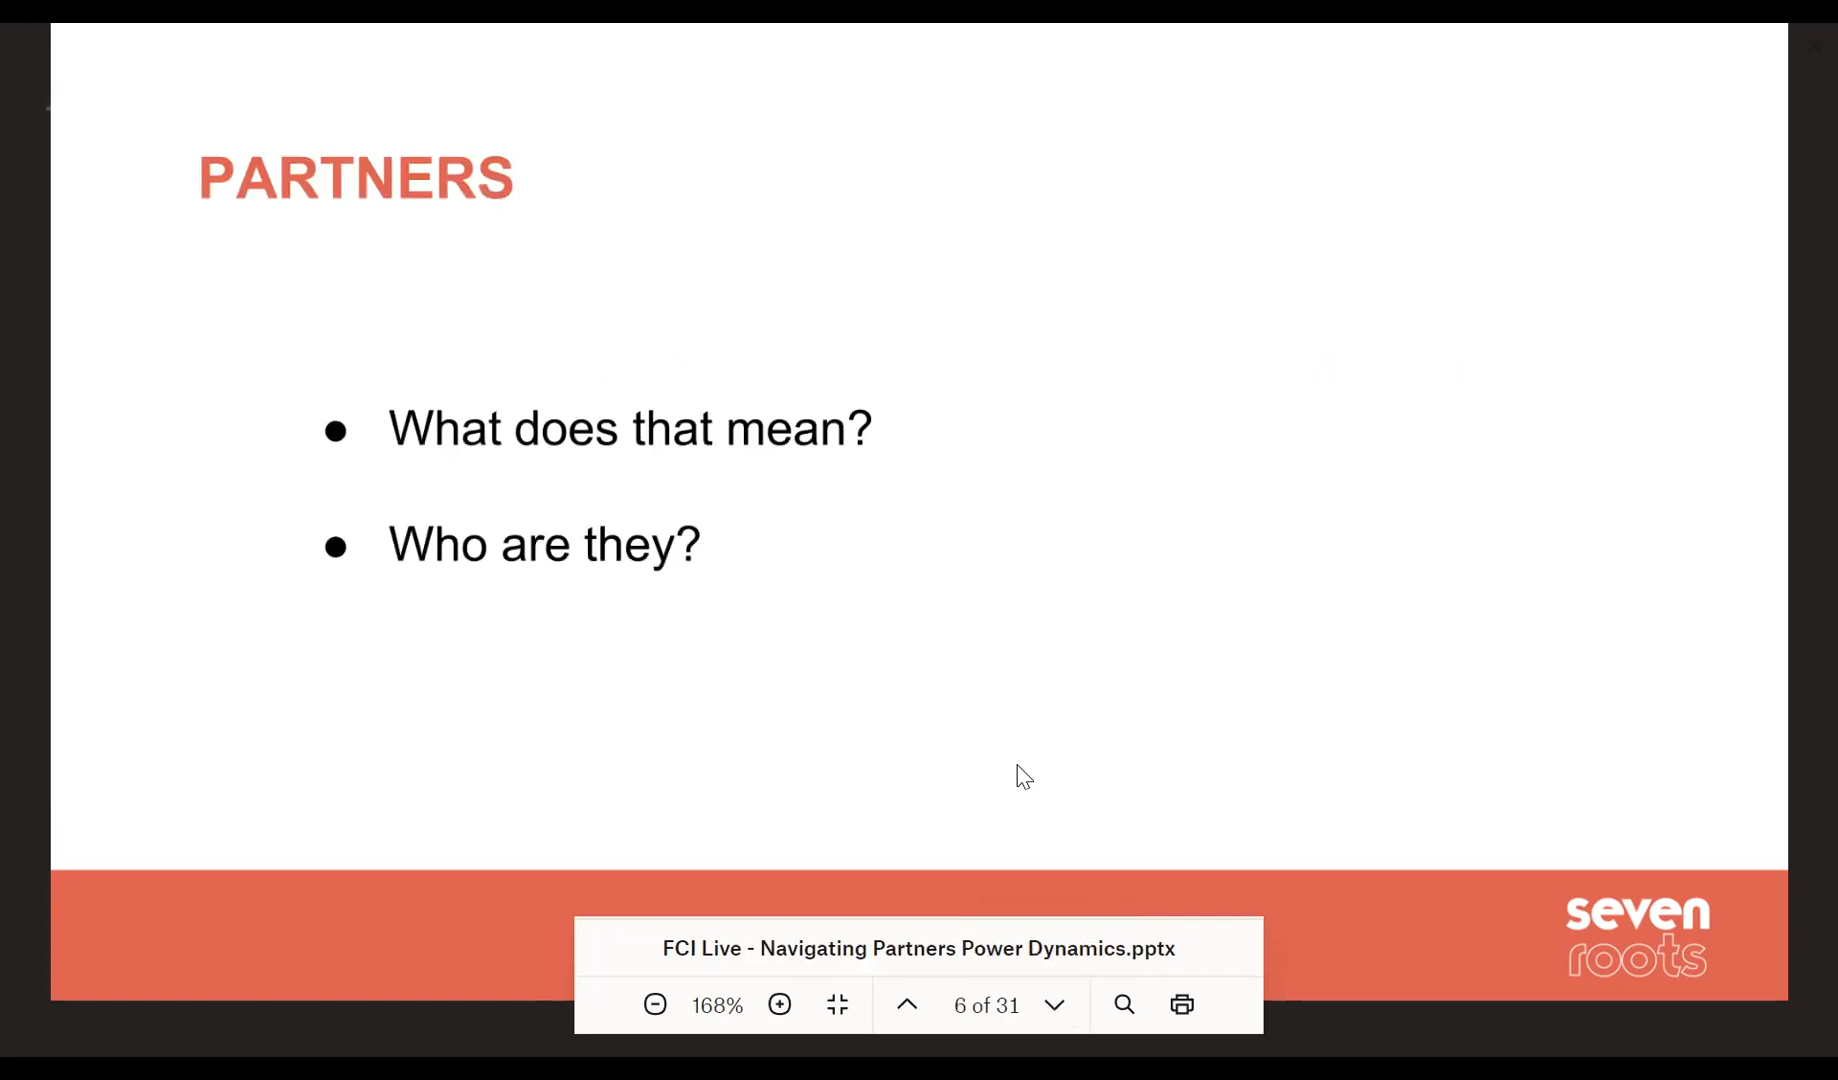 PARTNERS
● What does that mean?
● Who are they?
seven
roots
FCI Live - Navigating Partners Power Dynamics.pptx
168% 6 of 31